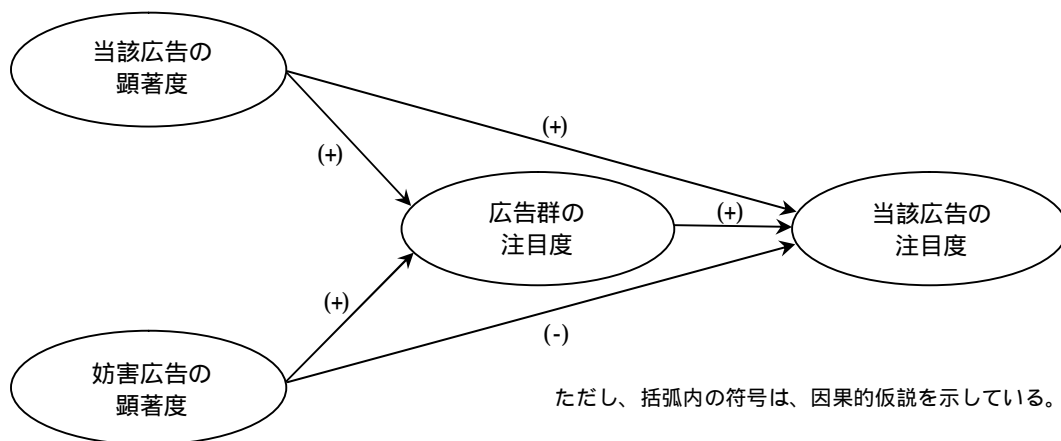 当該広告の
顕著度
(+)
(+)
広告群の
注目度
(+)
当該広告の
注目度
(+)
(-)
妨害広告の
顕著度
ただし、括弧内の符号は、因果的仮説を示している。